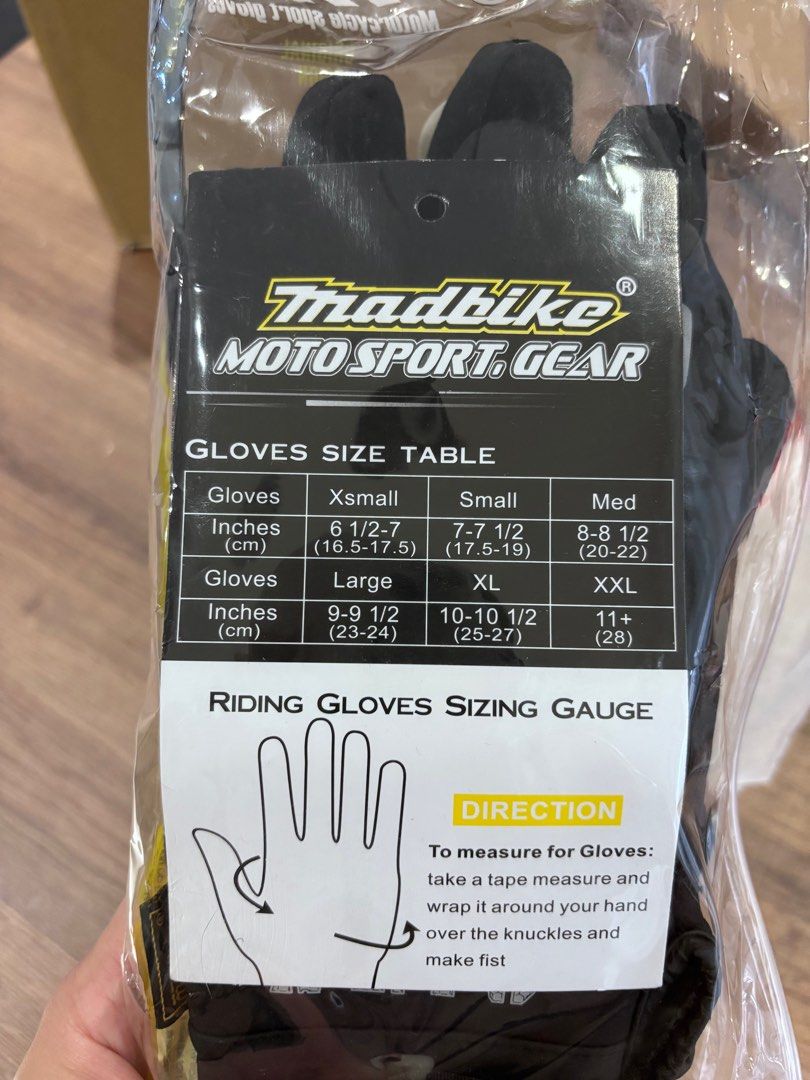 Motorcycle sport gloves
madbike®
MOTO SPORT. GEAR
GLOVES SIZE TABLE
Gloves Xsmall Small Med
Inches (cm) 6 1/2-7 (16.5-17.5) 7-7 1/2 (17.5-19) 8-8 1/2 (20-22)
Gloves Large XL XXL
Inches (cm) 9-9 1/2 (23-24) 10-10 1/2 (25-27) 11+ (28)
RIDING GLOVES SIZING GAUGE
DIRECTION
To measure for Gloves:
take a tape measure and
wrap it around your hand
over the knuckles and
make fist